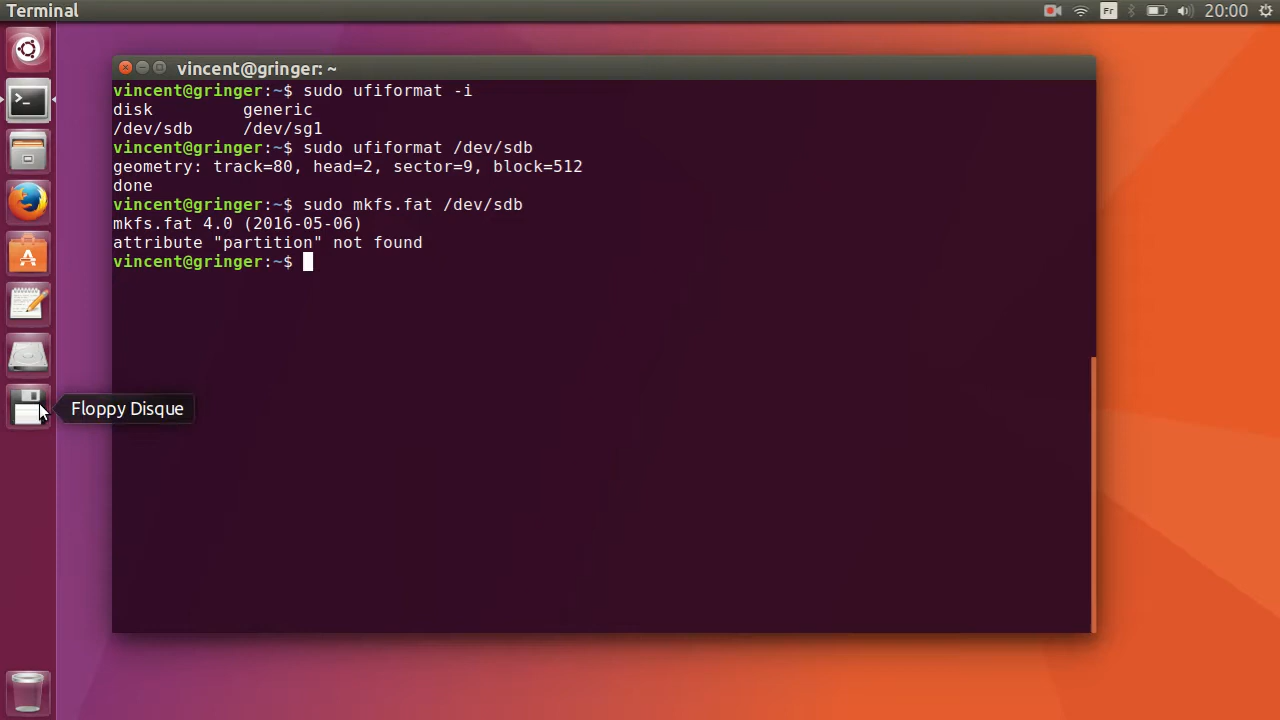 Terminal
Fr
20:00
vincent@gringer: ~
vincent@gringer:~$ sudo ufiformat -i
disk generic
/dev/sdb /dev/sg1
vincent@gringer:~$ sudo ufiformat /dev/sdb
geometry: track=80, head=2, sector=9, block=512
done
vincent@gringer:~$ sudo mkfs.fat /dev/sdb
mkfs.fat 4.0 (2016-05-06)
attribute "partition" not found
vincent@gringer:~$
Floppy Disque